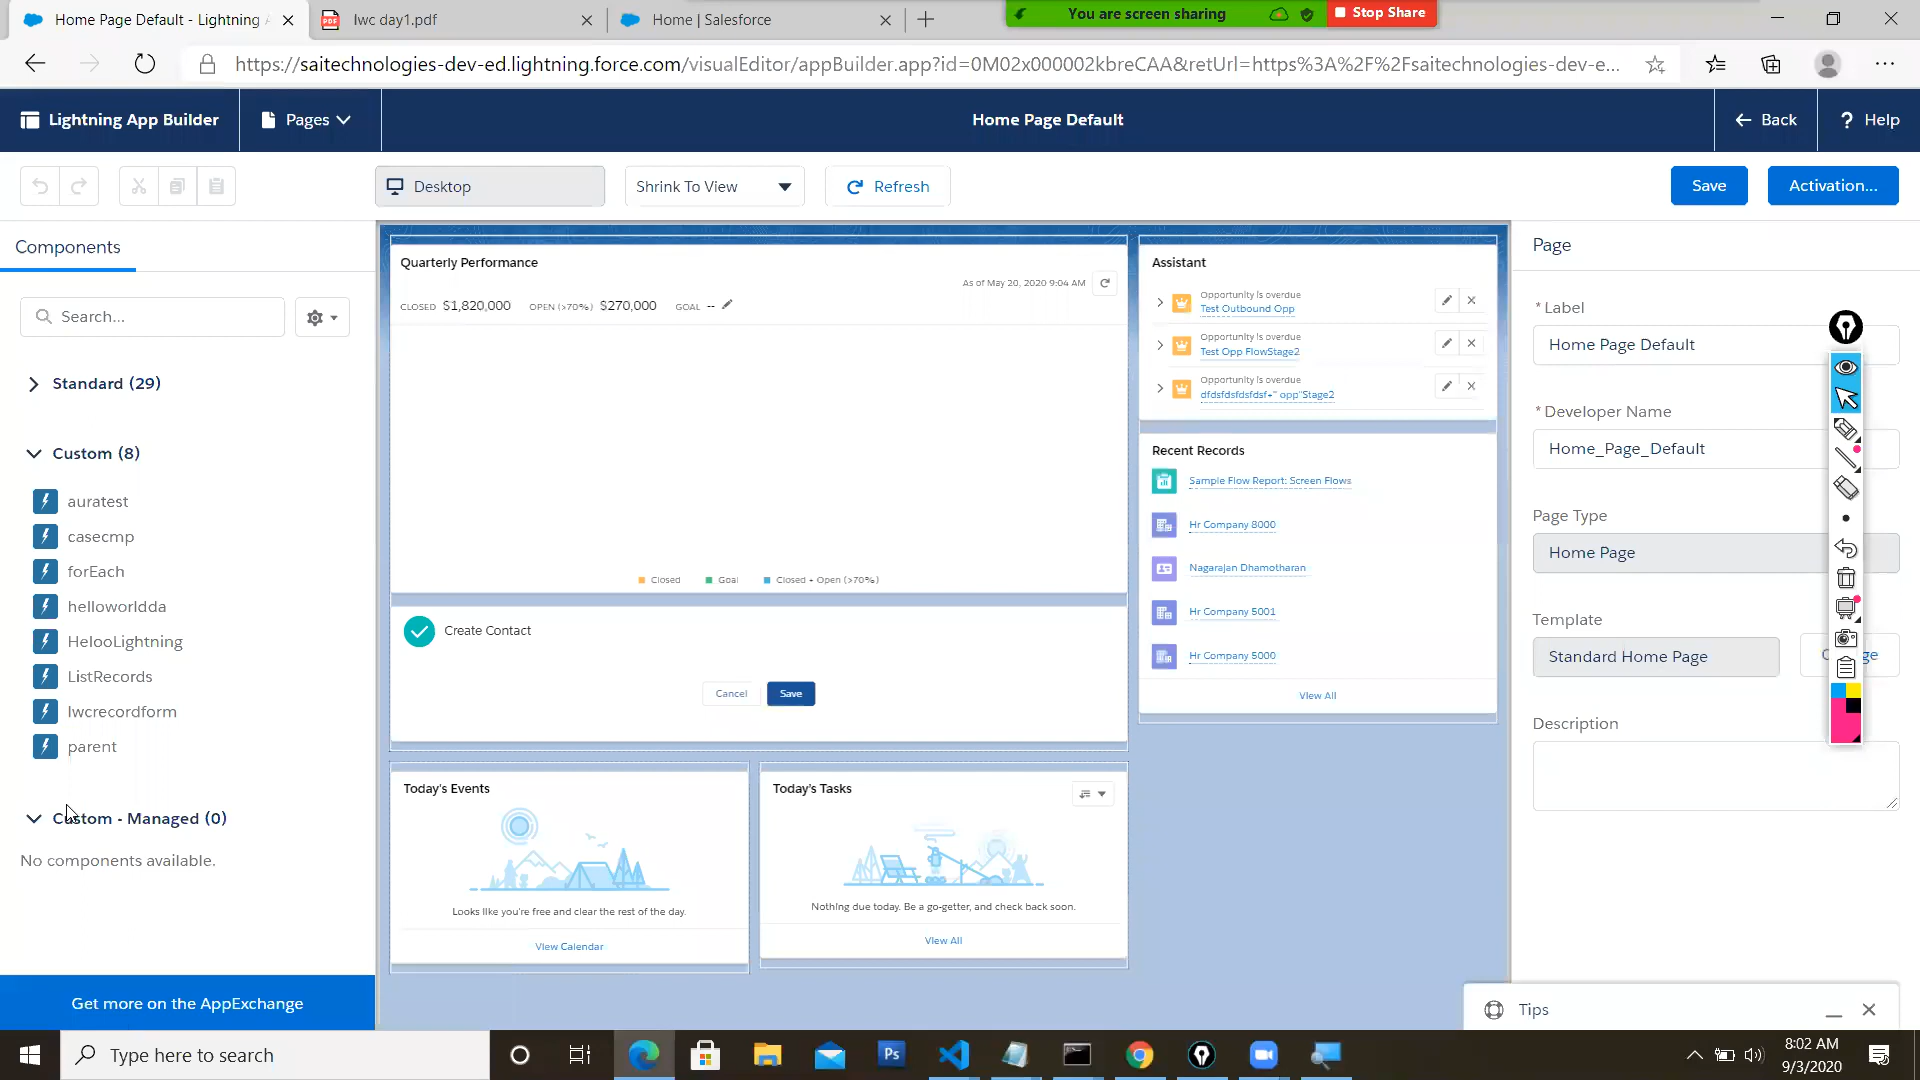 Home Page Default - Lightning A
lwc day1.pdf
Home | Salesforce
You are screen sharing
Stop Share
https://saitechnologies-dev-ed.lightning.force.com/visualEditor/appBuilder.app?id=0M02x000002kbreCAA&retUrl=https%3A%2F%2Fsaitechnologies-dev-e...
Lightning App Builder
Pages
Home Page Default
Back
? Help
Desktop
Shrink To View
Refresh
Save
Activation...
Components
Search...
Standard (29)
Custom (8)
auratest
casecmp
forEach
helloworldda
HelooLightning
ListRecords
lwcrecordform
parent
Custom - Managed (0)
No components available.
Get more on the AppExchange
Quarterly Performance
As of May 20, 2020 9:04 AM
CLOSED $1,820,000 OPEN (>70%) $270,000 GOAL --
Closed Goal Closed + Open (>70%)
Create Contact
Cancel Save
Today's Events
Looks like you're free and clear the rest of the day.
View Calendar
Today's Tasks
Nothing due today. Be a go-getter, and check back soon.
View All
Assistant
Opportunity is overdue
Test Outbound Opp
Opportunity is overdue
Test Opp FlowStage2
Opportunity is overdue
dfdsfdsfdsfdsf+" opp"Stage2
Recent Records
Sample Flow Report: Screen Flows
Hr Company 8000
Nagarajan Dhamotharan
Hr Company 5001
Hr Company 5000
View All
Page
* Label
Home Page Default
* Developer Name
Home_Page_Default
Page Type
Home Page
Template
Standard Home Page
Description
Tips
Type here to search
Ps
8:02 AM
9/3/2020